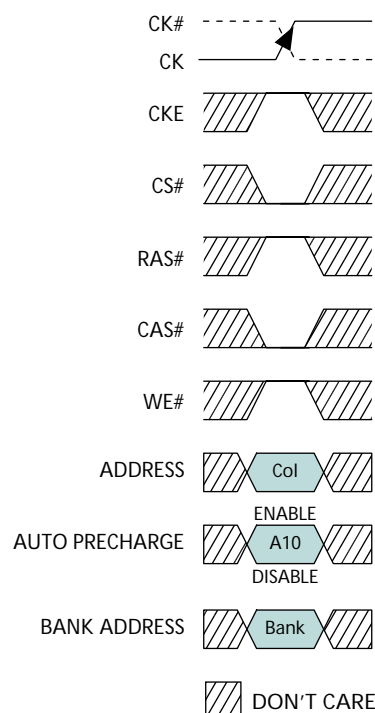 CK#
CK
CKE
CS#
RAS#
CAS#
WE#
ADDRESS
Col
ENABLE
AUTO PRECHARGE
A10
DISABLE
BANK ADDRESS
Bank
DON'T CARE